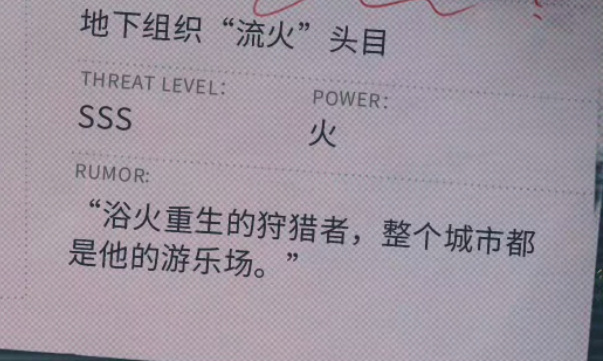 地下组织“流火”头目
THREAT LEVEL:
SSS
POWER:
火
RUMOR:
“浴火重生的狩猎者，整个城市都
是他的游乐场。”